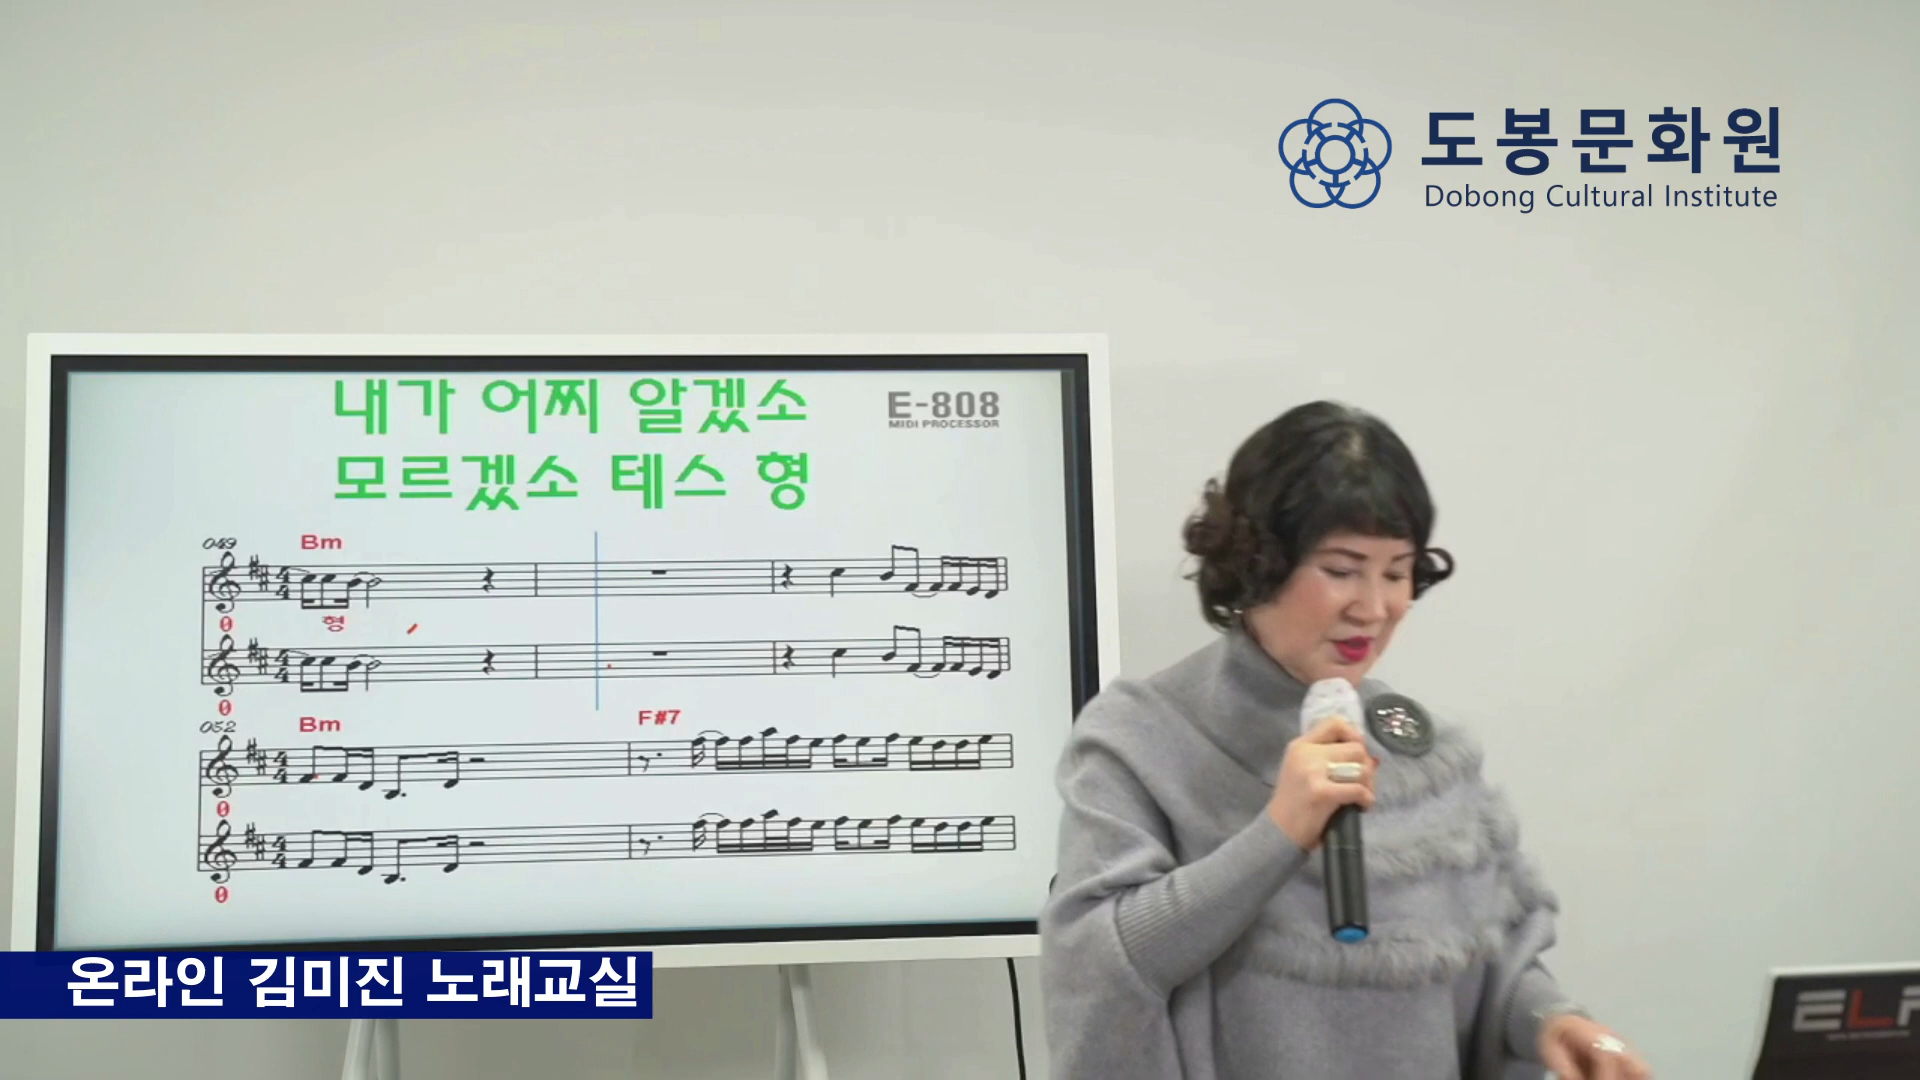 도봉문화원
Dobong Cultural Institute
내가 어찌 알겠소
모르겠소 테스 형
E-808
MIDI PROCESSOR
049
Bm
형
0
0
052
Bm
F#7
0
0
온라인 김미진 노래교실